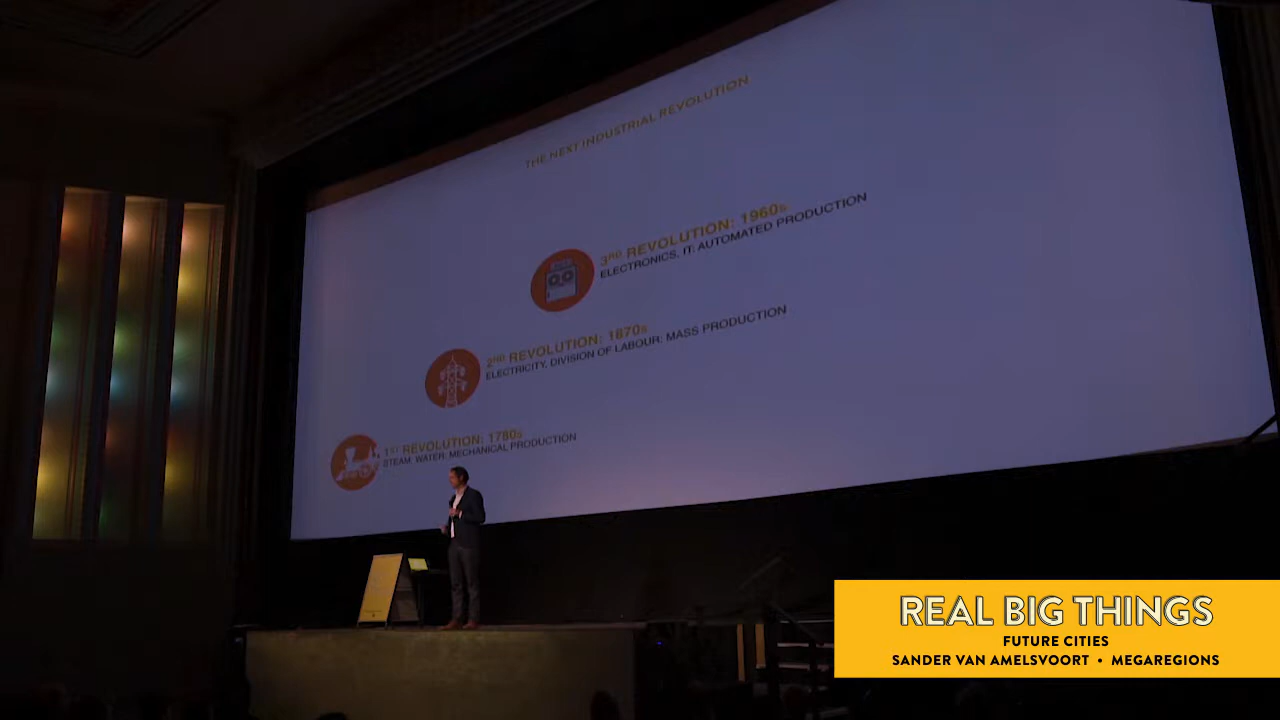 THE NEXT INDUSTRIAL REVOLUTION
3RD REVOLUTION: 1960s
ELECTRONICS, IT: AUTOMATED PRODUCTION
2ND REVOLUTION: 1870s
ELECTRICITY, DIVISION OF LABOUR: MASS PRODUCTION
1ST REVOLUTION: 1780s
STEAM, WATER: MECHANICAL PRODUCTION
REAL BIG THINGS
FUTURE CITIES
SANDER VAN AMELSVOORT • MEGAREGIONS